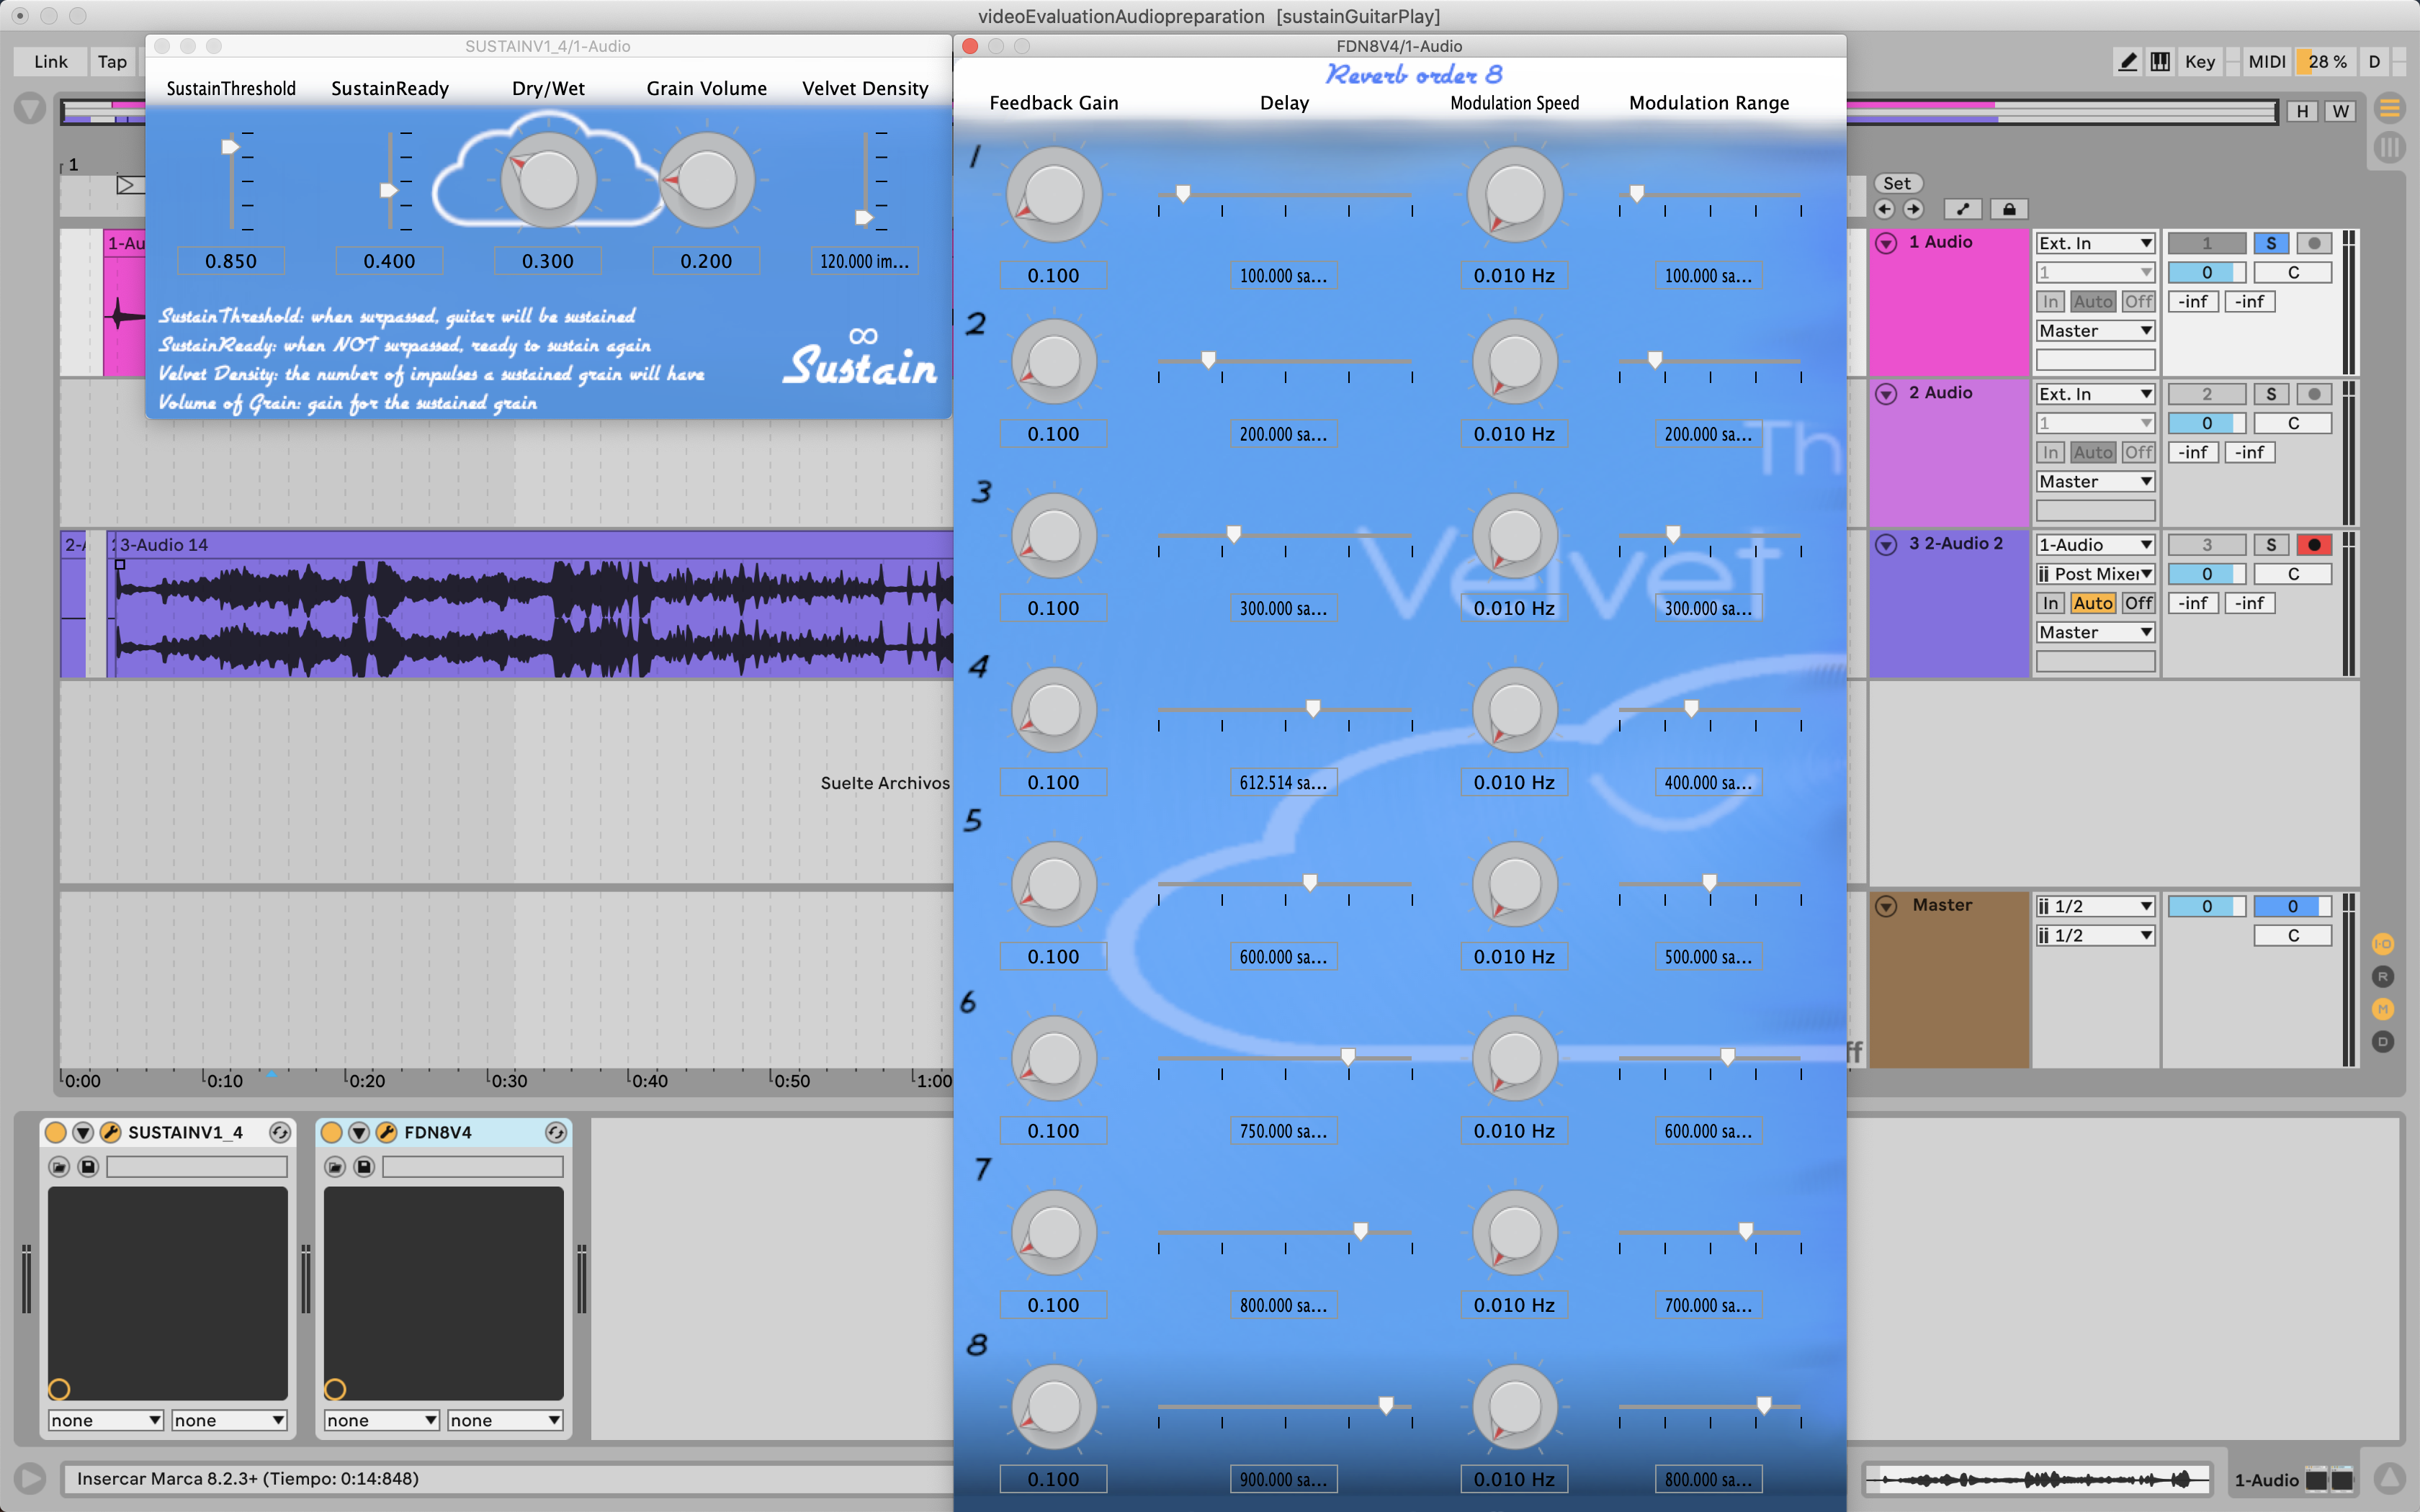 videoEvaluationAudiopreparation [sustainGuitarPlay]
Link Tap
Key MIDI 28 % D
SUSTAINV1_4/1-Audio
SustainThreshold SustainReady Dry/Wet Grain Volume Velvet Density
0.850 0.400 0.300 0.200 120.000 im...
SustainThreshold: when surpassed, guitar will be sustained
SustainReady: when NOT surpassed, ready to sustain again
Velvet Density: the number of impulses a sustained grain will have
Volume of Grain: gain for the sustained grain
∞
Sustain
FDN8V4/1-Audio
Reverb order 8
Feedback Gain Delay Modulation Speed Modulation Range
1
0.100 100.000 sa... 0.010 Hz 100.000 sa...
2
0.100 200.000 sa... 0.010 Hz 200.000 sa...
Th
3
Velvet
0.100 300.000 sa... 0.010 Hz 300.000 sa...
4
0.100 612.514 sa... 0.010 Hz 400.000 sa...
5
0.100 600.000 sa... 0.010 Hz 500.000 sa...
6
0.100 750.000 sa... 0.010 Hz 600.000 sa...
7
0.100 800.000 sa... 0.010 Hz 700.000 sa...
8
0.100 900.000 sa... 0.010 Hz 800.000 sa...
H W
Set
1
1-Au
1 Audio Ext. In 1 S
1 0 C
In Auto Off -inf -inf
Master
2 Audio Ext. In 2 S
1 0 C
In Auto Off -inf -inf
Master
3-Audio 14
3 2-Audio 2 1-Audio 3 S
Post Mixer 0 C
In Auto Off -inf -inf
Master
Suelte Archivos
Master 1/2 0 0
1/2 C
I·O
R
M
D
0:00 0:10 0:20 0:30 0:40 0:50 1:00
SUSTAINV1_4 FDN8V4
none none none none
Insercar Marca 8.2.3+ (Tiempo: 0:14:848)
1-Audio